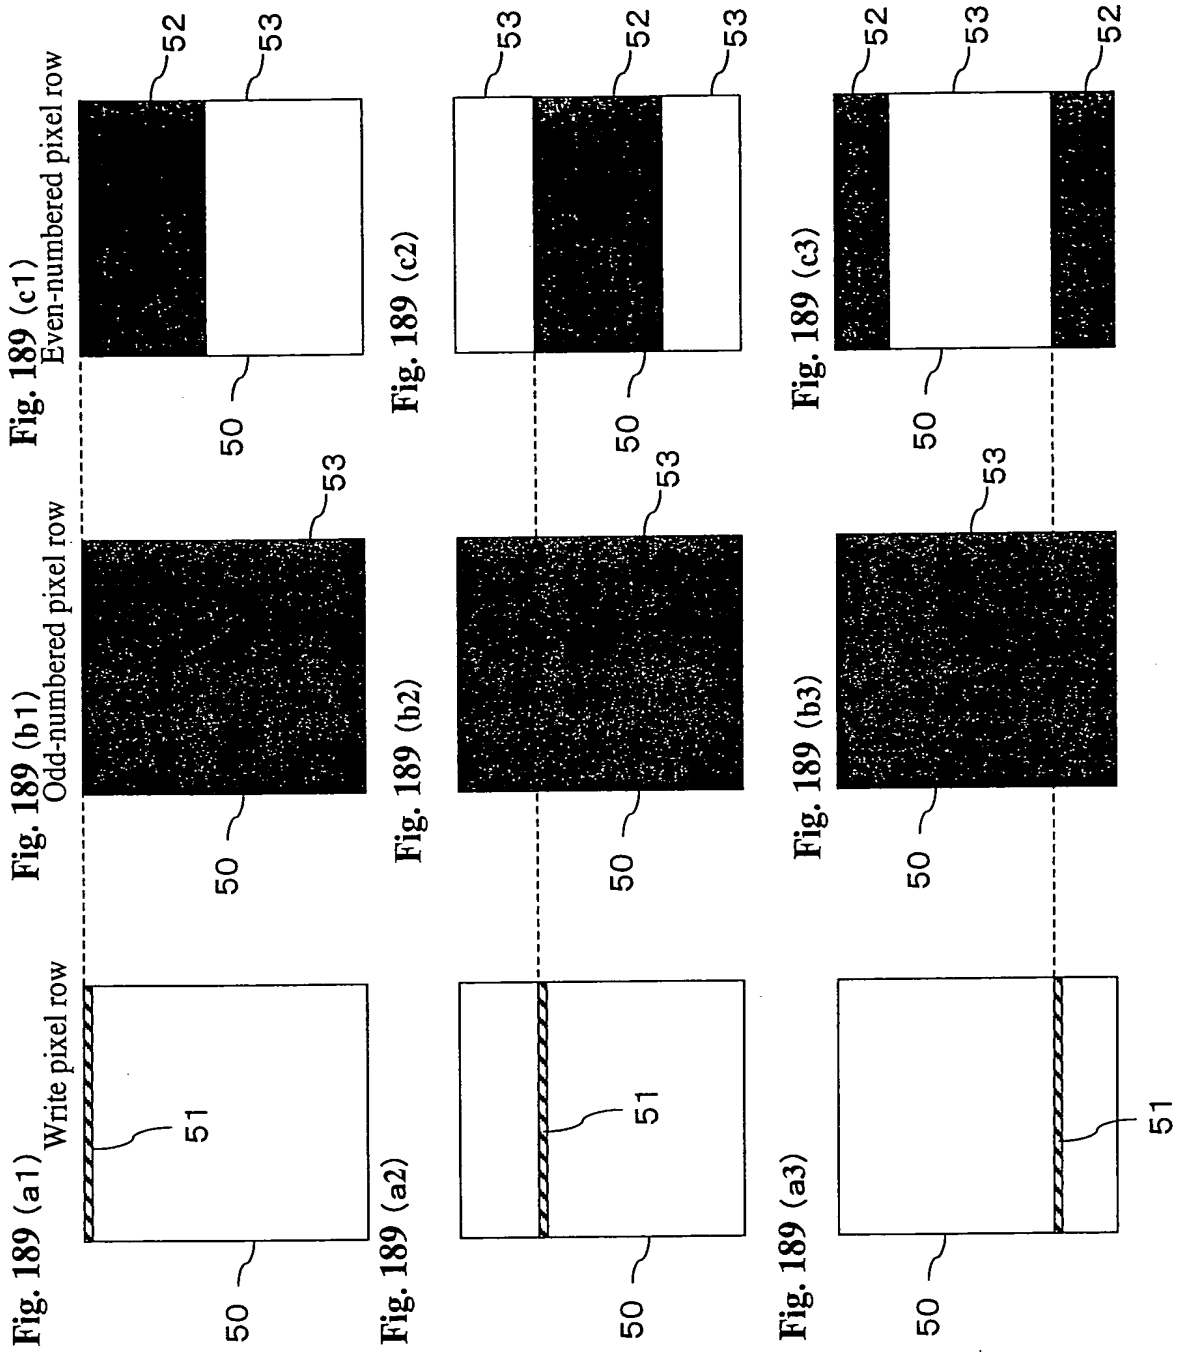 Fig. 189 (a1)
Write pixel row
51
50
Fig. 189 (b1)
Odd-numbered pixel row
53
50
Fig. 189 (c1)
Even-numbered pixel row
52
53
50
Fig. 189 (a2)
51
50
Fig. 189 (b2)
53
50
Fig. 189 (c2)
53
52
53
50
Fig. 189 (a3)
50
51
Fig. 189 (b3)
53
50
Fig. 189 (c3)
52
53
52
50